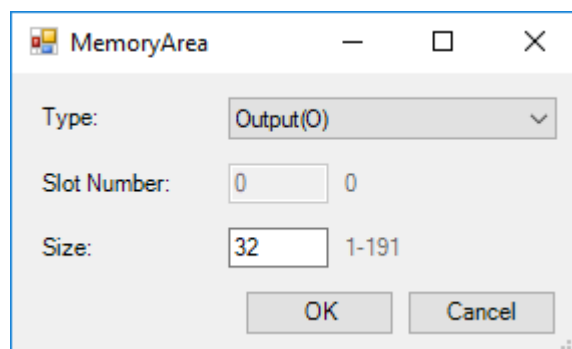 MemoryArea
Type: Output(O)
Slot Number: 0 0
Size: 32 1-191
OK Cancel